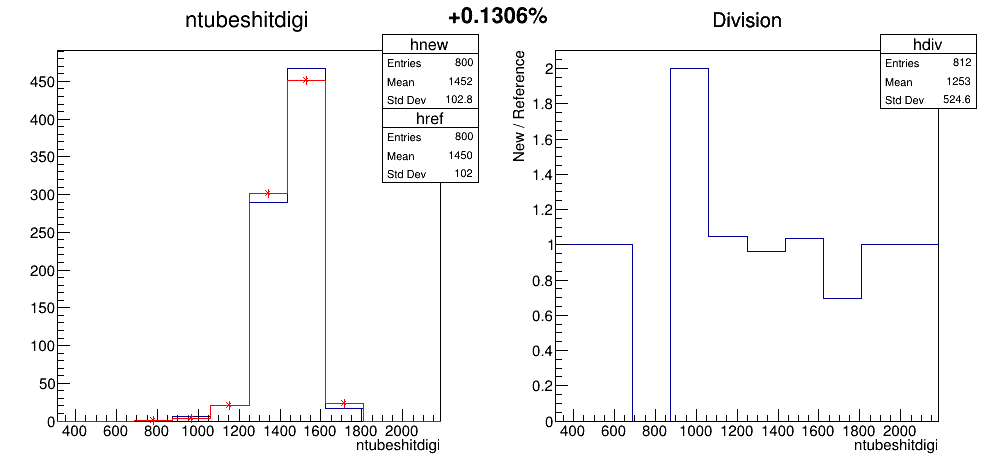 +0.1306%
ntubeshitdigi
hnew
Entries 800
Mean 1452
Std Dev 102.8
href
Entries 800
Mean 1450
Std Dev 102
450
400
350
300
250
200
150
100
50
0
400 600 800 1000 1200 1400 1600 1800 2000
ntubeshitdigi
Division
hdiv
Entries 812
Mean 1253
Std Dev 524.6
New / Reference
2
1.8
1.6
1.4
1.2
1
0.8
0.6
0.4
0.2
0
400 600 800 1000 1200 1400 1600 1800 2000
ntubeshitdigi